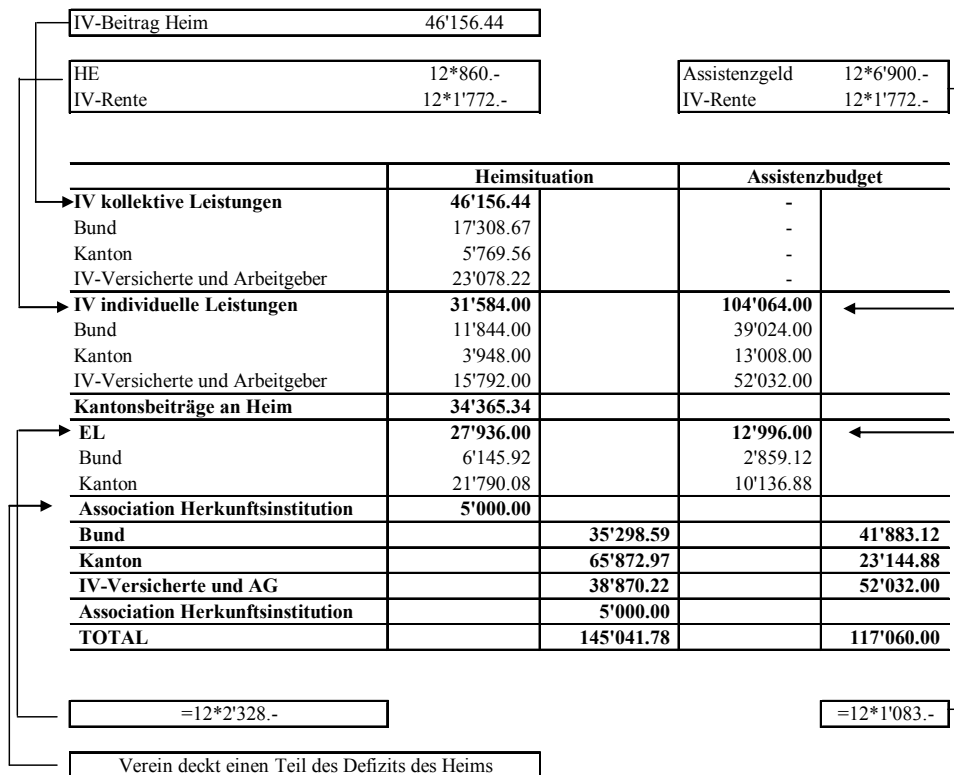 IV-Beitrag Heim 46'156.44
HE 12*860.- Assistenzgeld 12*6'900.-
IV-Rente 12*1'772.- IV-Rente 12*1'772.-
Heimsituation Assistenzbudget
IV kollektive Leistungen 46'156.44 -
Bund 17'308.67 -
Kanton 5'769.56 -
IV-Versicherte und Arbeitgeber 23'078.22 -
IV individuelle Leistungen 31'584.00 104'064.00
Bund 11'844.00 39'024.00
Kanton 3'948.00 13'008.00
IV-Versicherte und Arbeitgeber 15'792.00 52'032.00
Kantonsbeiträge an Heim 34'365.34
EL 27'936.00 12'996.00
Bund 6'145.92 2'859.12
Kanton 21'790.08 10'136.88
Association Herkunftsinstitution 5'000.00
Bund 35'298.59 41'883.12
Kanton 65'872.97 23'144.88
IV-Versicherte und AG 38'870.22 52'032.00
Association Herkunftsinstitution 5'000.00
TOTAL 145'041.78 117'060.00
=12*2'328.- =12*1'083.-
Verein deckt einen Teil des Defizits des Heims